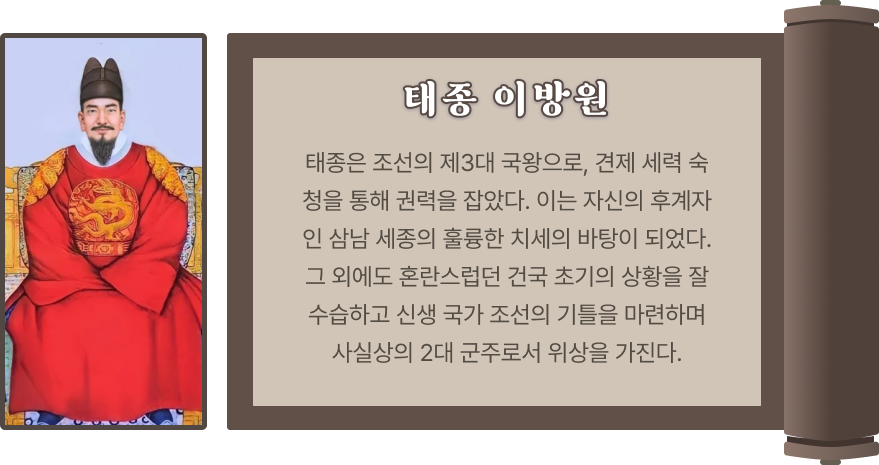 태종 이방원
태종은 조선의 제3대 국왕으로, 견제 세력 숙
청을 통해 권력을 잡았다. 이는 자신의 후계자
인 삼남 세종의 훌륭한 치세의 바탕이 되었다.
그 외에도 혼란스럽던 건국 초기의 상황을 잘
수습하고 신생 국가 조선의 기틀을 마련하며
사실상의 2대 군주로서 위상을 가진다.